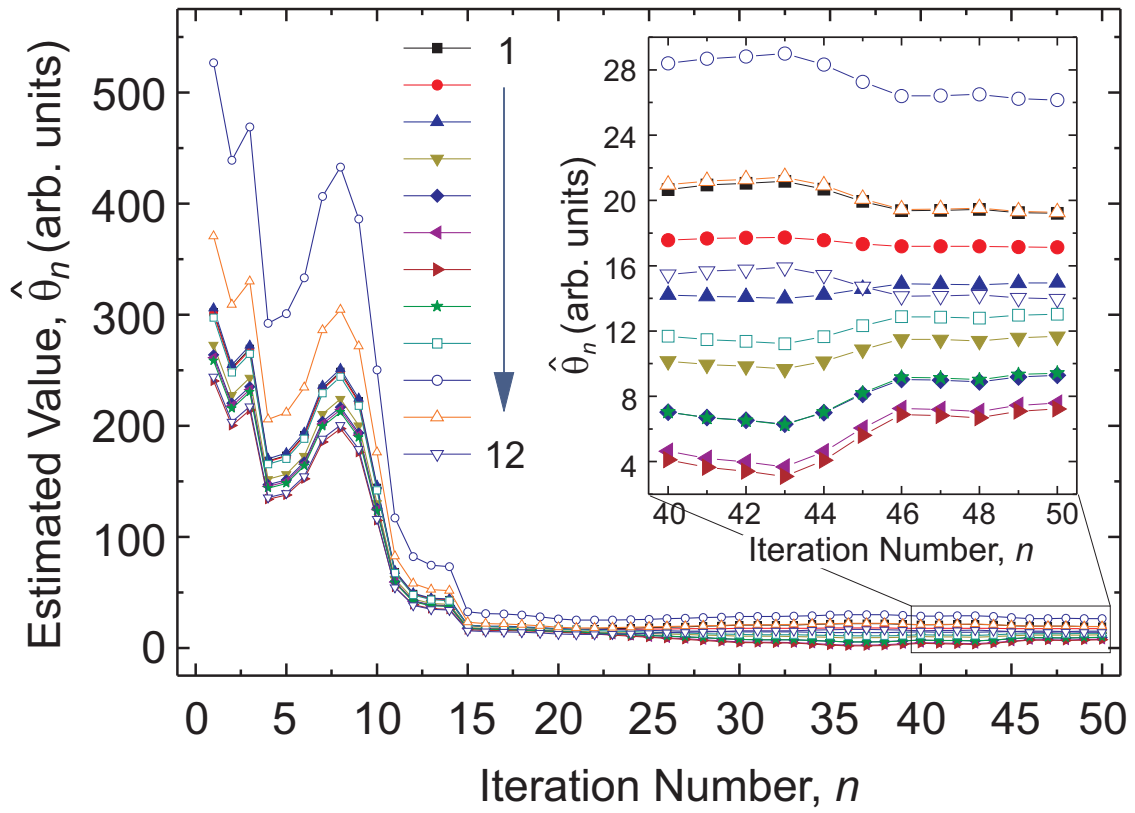 Estimated Value, θ̂n (arb. units)
500
400
300
200
100
0
0 5 10 15 20 25 30 35 40 45 50
Iteration Number, n
1
12
θ̂n (arb. units)
28
24
20
16
12
8
4
40 42 44 46 48 50
Iteration Number, n